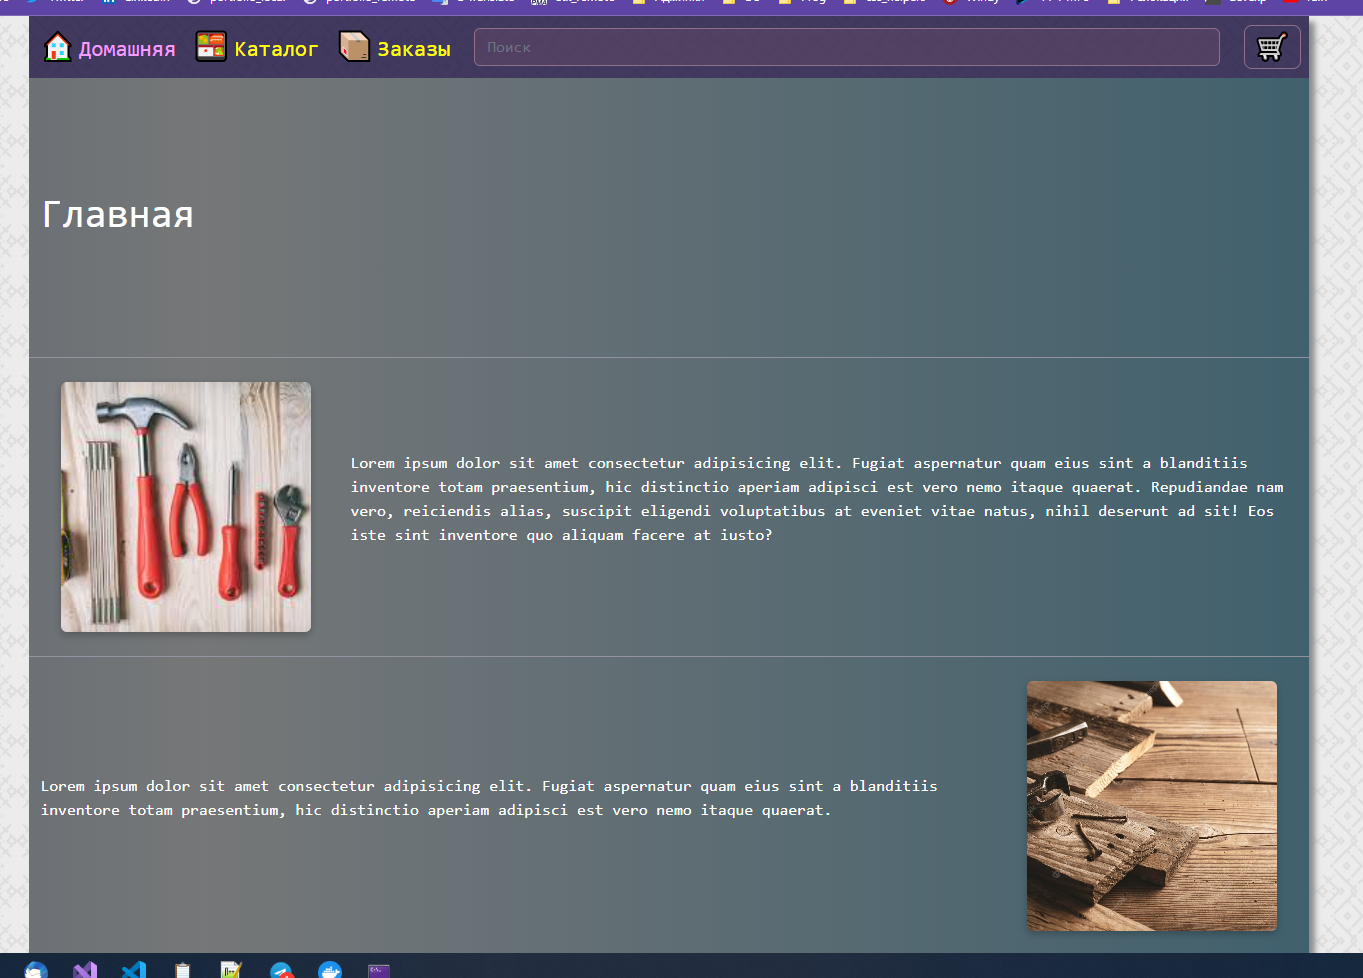 Домашняя Каталог Заказы Поиск
Главная
Lorem ipsum dolor sit amet consectetur adipisicing elit. Fugiat aspernatur quam eius sint a blanditiis
inventore totam praesentium, hic distinctio aperiam adipisci est vero nemo itaque quaerat. Repudiandae nam
vero, reiciendis alias, suscipit eligendi voluptatibus at eveniet vitae natus, nihil deserunt ad sit! Eos
iste sint inventore quo aliquam facere at iusto?
Lorem ipsum dolor sit amet consectetur adipisicing elit. Fugiat aspernatur quam eius sint a blanditiis
inventore totam praesentium, hic distinctio aperiam adipisci est vero nemo itaque quaerat.